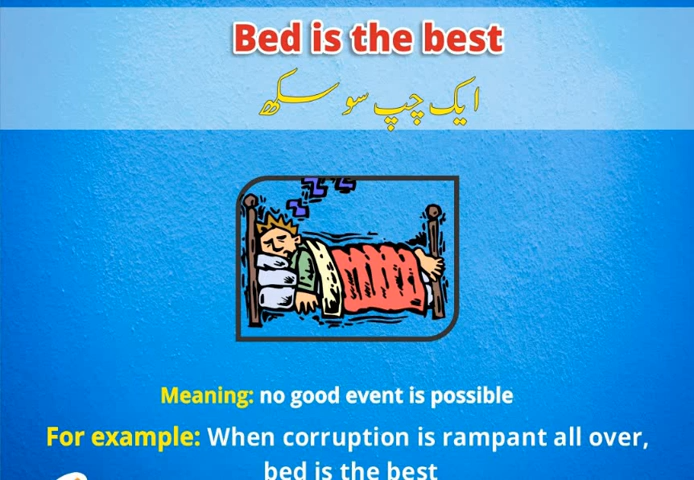 Bed is the best
ایک چپ سو سکھ
Meaning: no good event is possible
For example: When corruption is rampant all over,
bed is the best